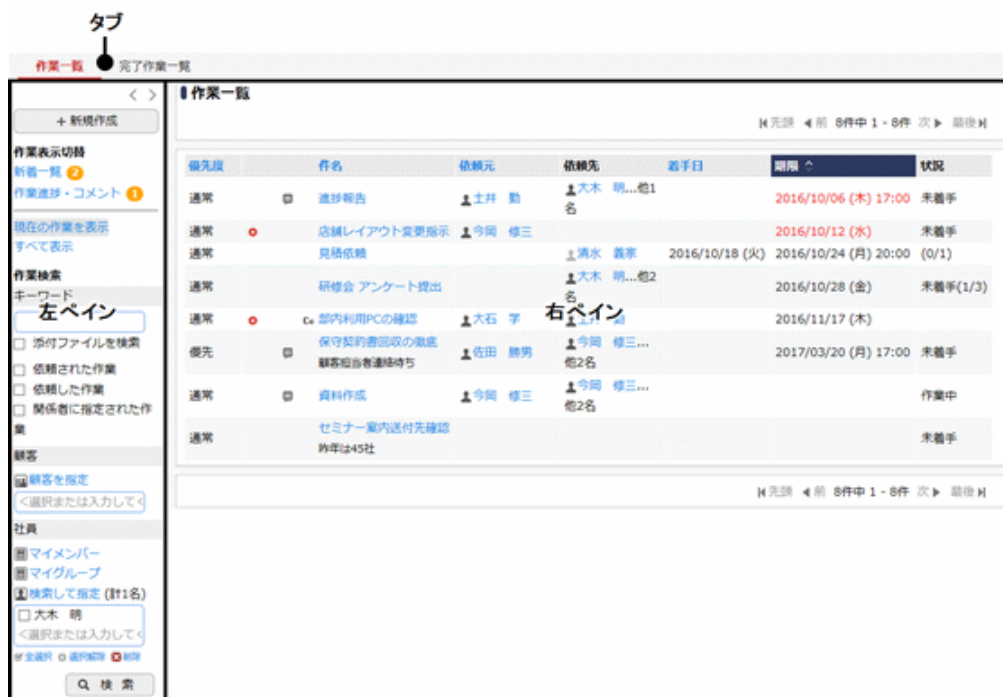 タブ
作業一覧 完了作業一覧
+ 新規作成
作業表示切替
新着一覧 2
作業進捗・コメント 1
現在の作業を表示
すべて表示
作業検索
キーワード
左ペイン
添付ファイルを検索
依頼された作業
依頼した作業
関係者に指定された作
業
顧客
顧客を指定
<選択または入力して<
社員
マイメンバー
マイグループ
検索して指定 (計1名)
大木 明
<選択または入力して<
全選択 選択解除 削除
検 索
作業一覧
先頭 前 8件中 1 - 8件 次 最後
優先度 件名 依頼元 依頼先 着手日 期限 状況
通常 進捗報告 土井 勤 大木 明...他1
名 2016/10/06 (木) 17:00 未着手
通常 店舗レイアウト変更指示 今岡 修三 2016/10/12 (水) 未着手
通常 見積依頼 清水 義家 2016/10/18 (火) 2016/10/24 (月) 20:00 (0/1)
通常 研修会 アンケート提出 大木 明...他2
名 2016/10/28 (金) 未着手(1/3)
右ペイン
通常 Co 部内利用PCの確認 大石 学 2016/11/17 (木)
優先 保守契約書回収の徹底 佐田 勝男 今岡 修三... 2017/03/20 (月) 17:00 未着手
顧客担当者連絡待ち 他2名
通常 資料作成 今岡 修三 今岡 修三... 作業中
他2名
通常 セミナー案内送付先確認 未着手
昨年は45社
先頭 前 8件中 1 - 8件 次 最後